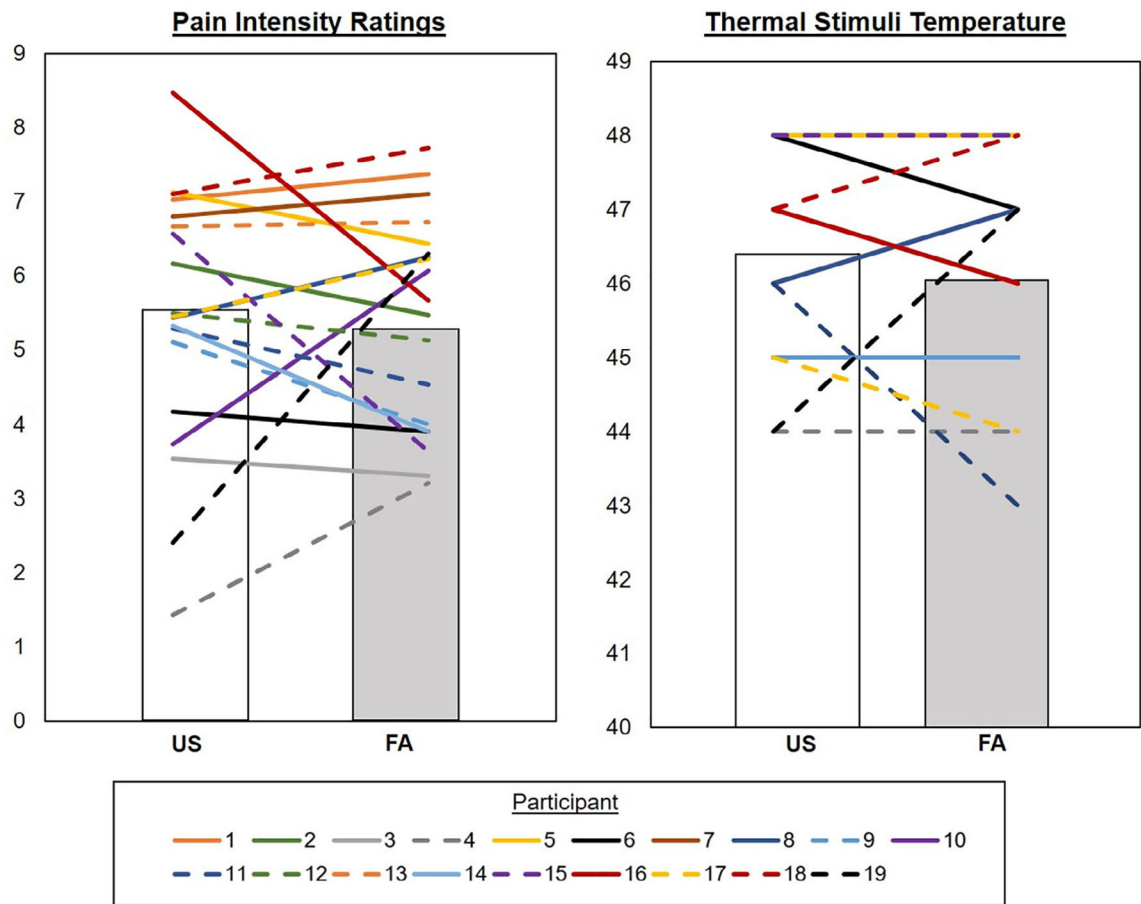 Pain Intensity Ratings
9
8
7
6
5
4
3
2
1
0
US FA
Thermal Stimuli Temperature
49
48
47
46
45
44
43
42
41
40
US FA
Participant
1 2 3 4 5 6 7 8 9 10
11 12 13 14 15 16 17 18 19